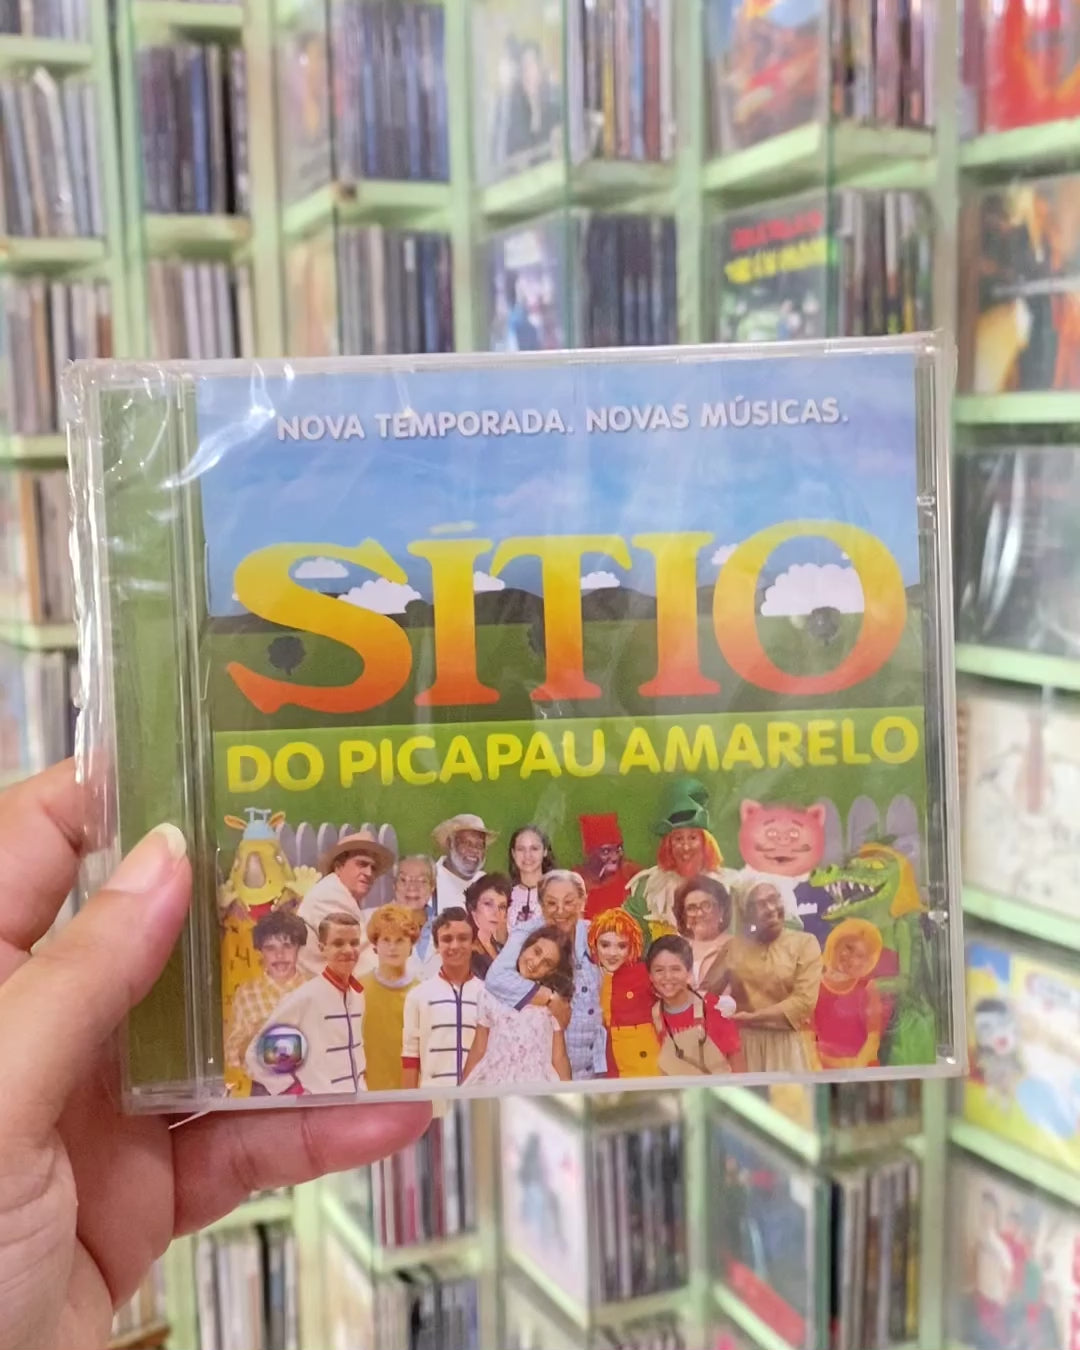 NOVA TEMPORADA. NOVAS MÚSICAS.
SÍTIO
DO PICAPAU AMARELO